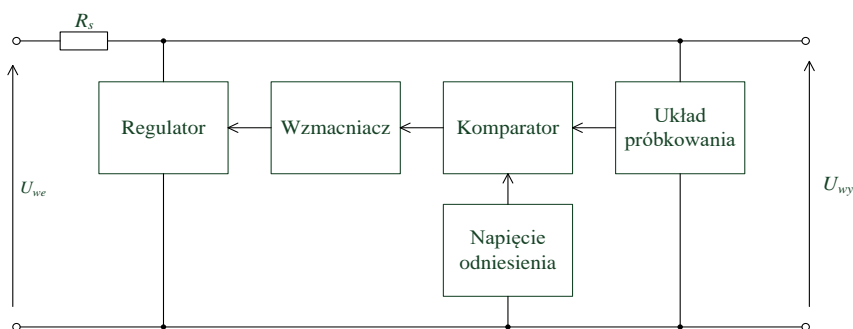 Rs
Regulator
Wzmacniacz
Komparator
Układ
próbkowania
Uwe
Uwy
Napięcie
odniesienia